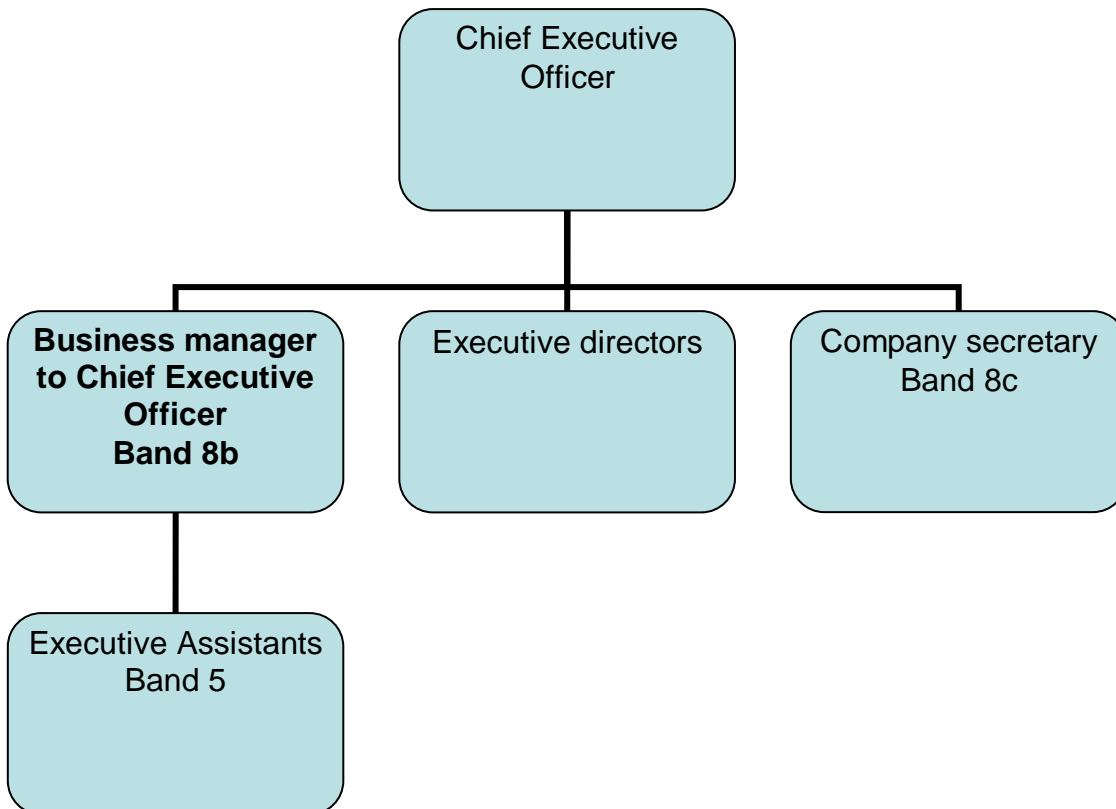 Chief Executive
Officer
Business manager
to Chief Executive
Officer
Band 8b
Executive directors
Company secretary
Band 8c
Executive Assistants
Band 5